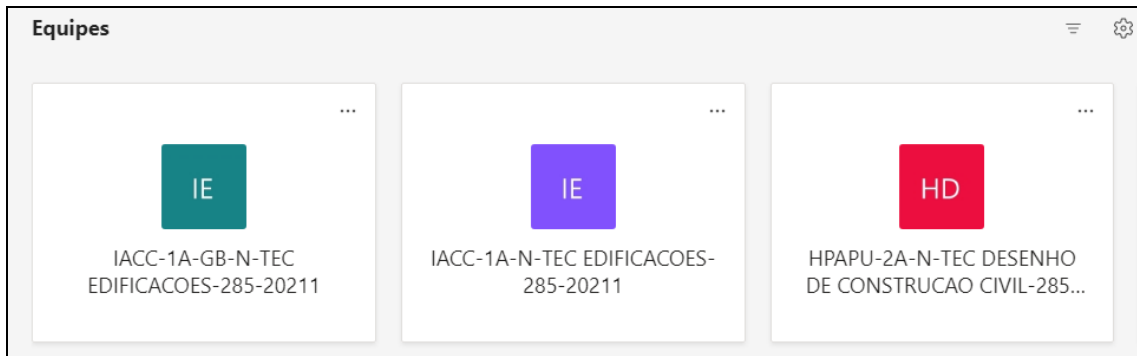 Equipes
IE
IACC-1A-GB-N-TEC
EDIFICACOES-285-20211
IE
IACC-1A-N-TEC EDIFICACOES-
285-20211
HD
HPAPU-2A-N-TEC DESENHO
DE CONSTRUCAO CIVIL-285...